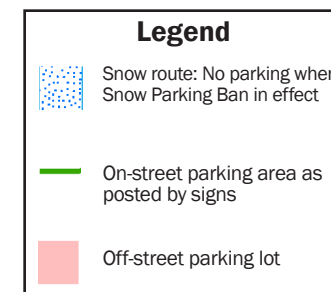 Legend
Snow route: No parking when
Snow Parking Ban in effect
On-street parking area as
posted by signs
Off-street parking lot